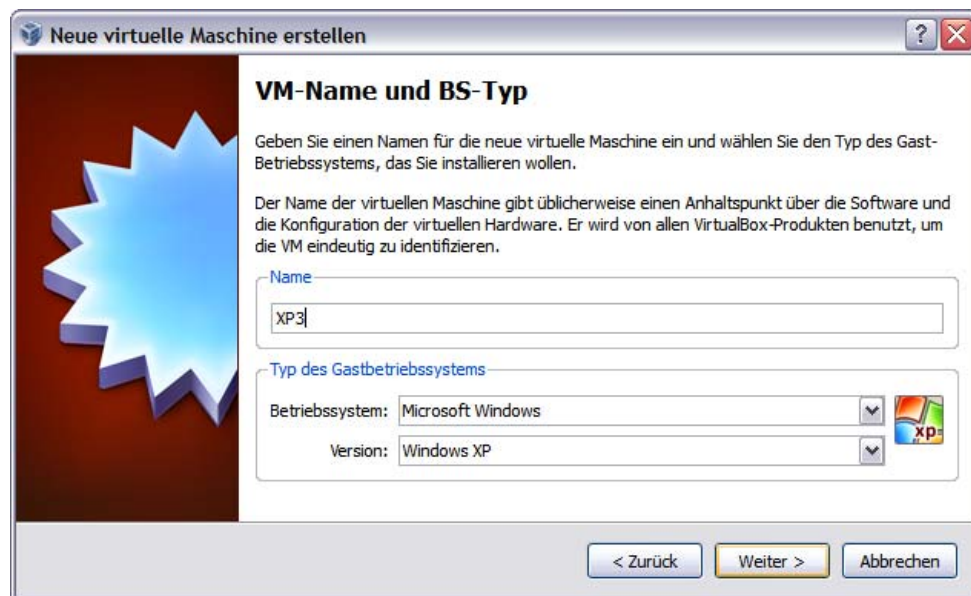 Neue virtuelle Maschine erstellen
?
VM-Name und BS-Typ
Geben Sie einen Namen für die neue virtuelle Maschine ein und wählen Sie den Typ des Gast-
Betriebssystems, das Sie installieren wollen.
Der Name der virtuellen Maschine gibt üblicherweise einen Anhaltspunkt über die Software und
die Konfiguration der virtuellen Hardware. Er wird von allen VirtualBox-Produkten benutzt, um
die VM eindeutig zu identifizieren.
Name
XP3
Typ des Gastbetriebssystems
Betriebssystem: Microsoft Windows
xp
Version: Windows XP
< Zurück Weiter > Abbrechen